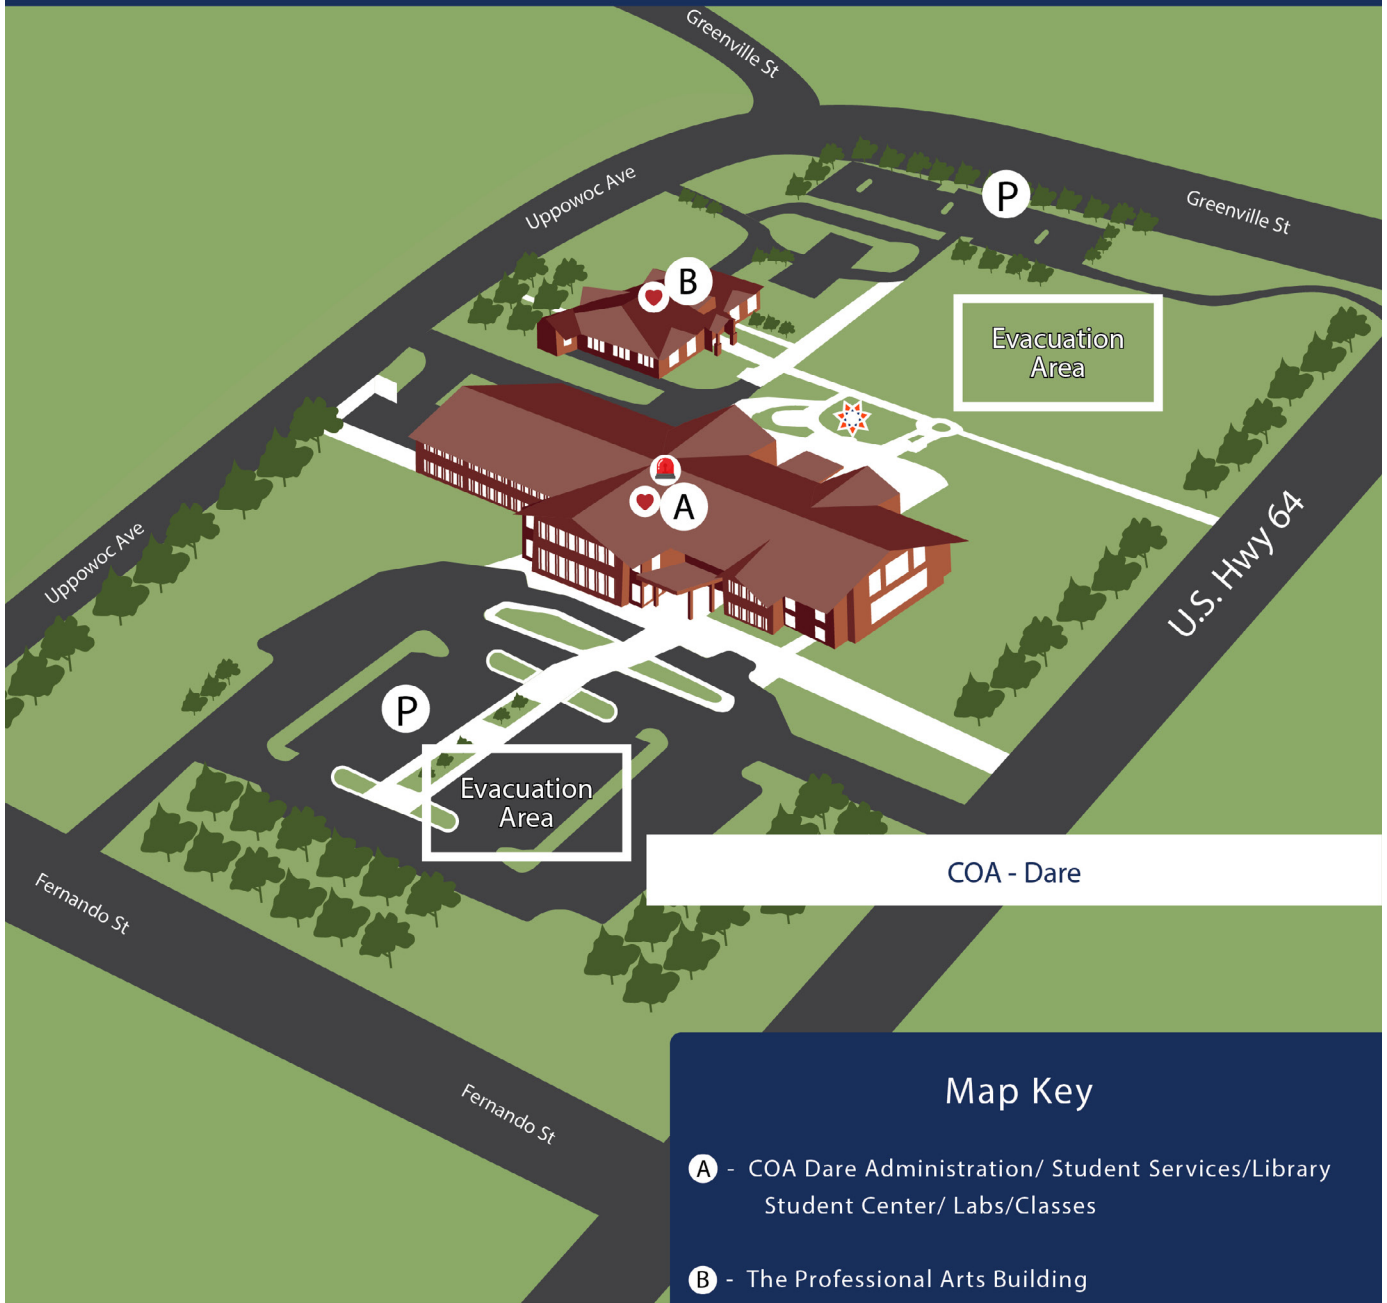 Greenville St
Uppowoc Ave
P
Greenville St
B
Evacuation
Area
A
U.S. Hwy 64
Uppowoc Ave
P
Evacuation
Area
COA - Dare
Fernando St
Fernando St
Map Key
A - COA Dare Administration/ Student Services/Library
Student Center/ Labs/Classes
B - The Professional Arts Building